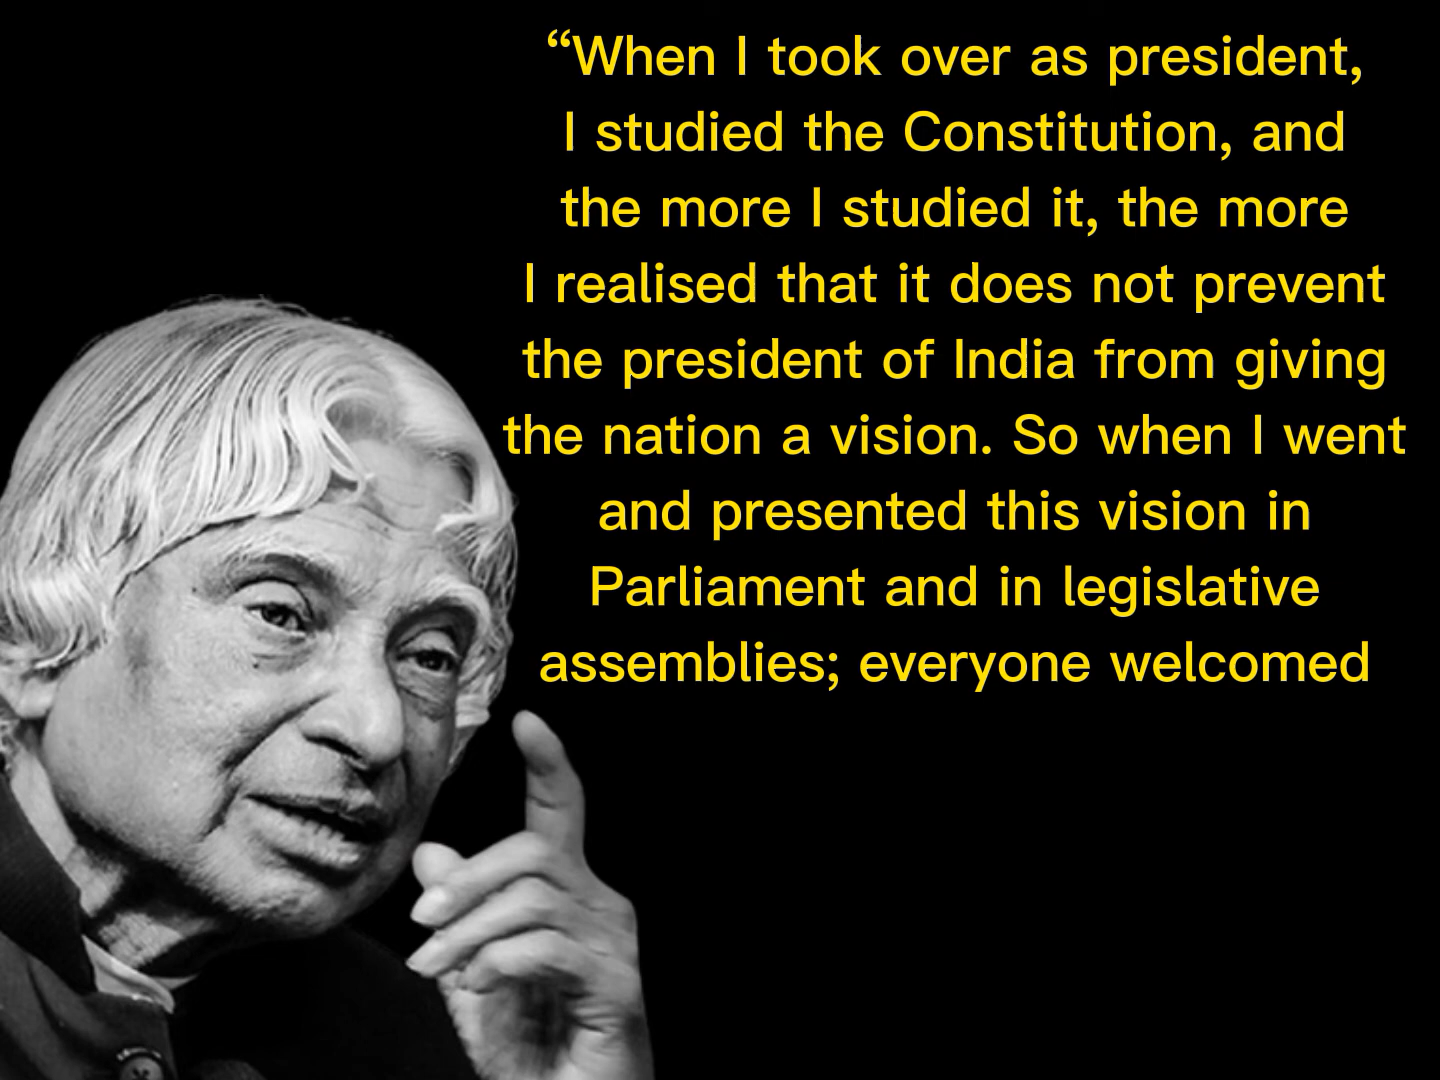 “When I took over as president,
I studied the Constitution, and
the more I studied it, the more
I realised that it does not prevent
the president of India from giving
the nation a vision. So when I went
and presented this vision in
Parliament and in legislative
assemblies; everyone welcomed